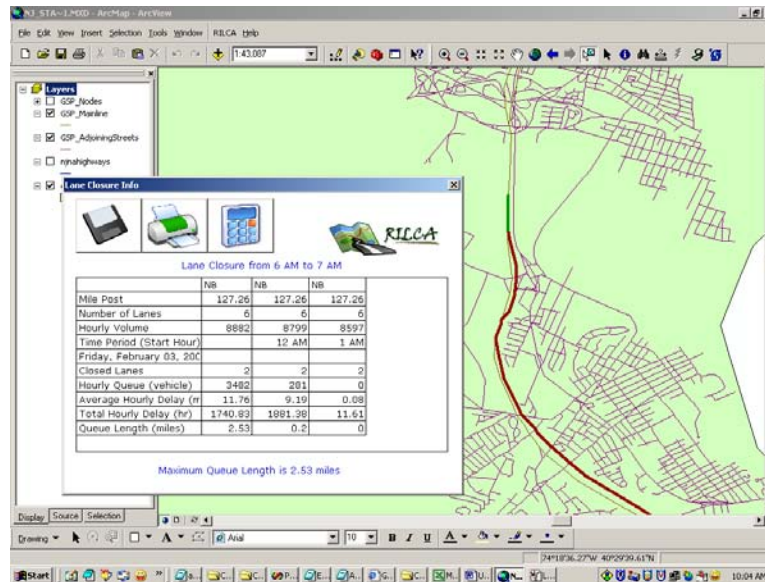 NJ_STA~1.MXD - ArcMap - ArcView
File Edit View Insert Selection Tools Window RILCA Help
1:43,087
Layers
GSP_Nodes
GSP_Mainline
GSP_AdjoiningStreets
njnahighways
Lane Closure Info
RILCA
Lane Closure from 6 AM to 7 AM
NB NB NB
Mile Post 127.26 127.26 127.26
Number of Lanes 6 6 6
Hourly Volume 8882 8799 8597
Time Period (Start Hour) 12 AM 1 AM
Friday, February 03, 200
Closed Lanes 2 2 2
Hourly Queue (vehicle) 3482 281 0
Average Hourly Delay (m 11.76 9.19 0.08
Total Hourly Delay (hr) 1740.83 1881.38 11.61
Queue Length (miles) 2.53 0.2 0
Maximum Queue Length is 2.53 miles
Display Source Selection
Drawing A Arial 10 B I U A
74°18'36.27"W 40°29'39.61"N
Start 10:04 AM